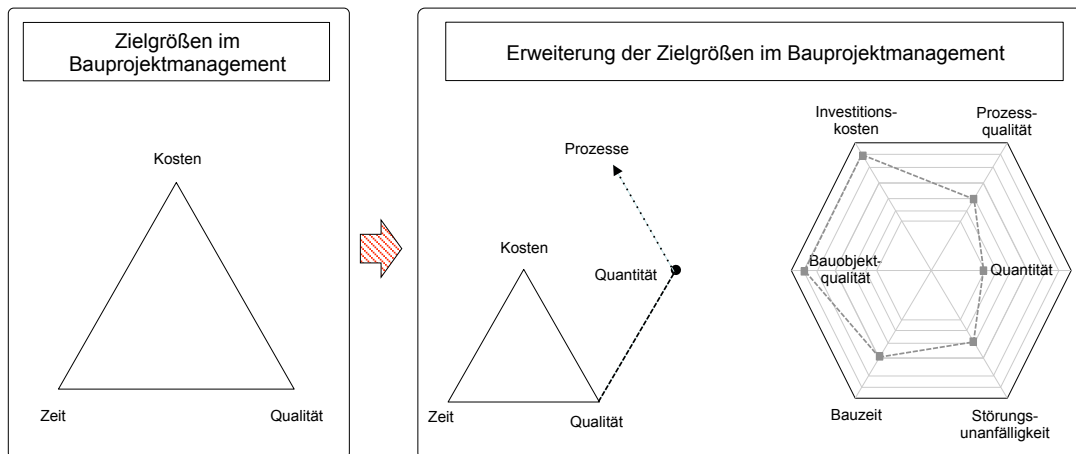 Zielgrößen im
Bauprojektmanagement
Kosten
Zeit
Qualität
Erweiterung der Zielgrößen im Bauprojektmanagement
Prozesse
Kosten
Quantität
Zeit
Qualität
Investitions-
kosten
Prozess-
qualität
Bauobjekt-
qualität
Quantität
Bauzeit
Störungs-
unanfälligkeit